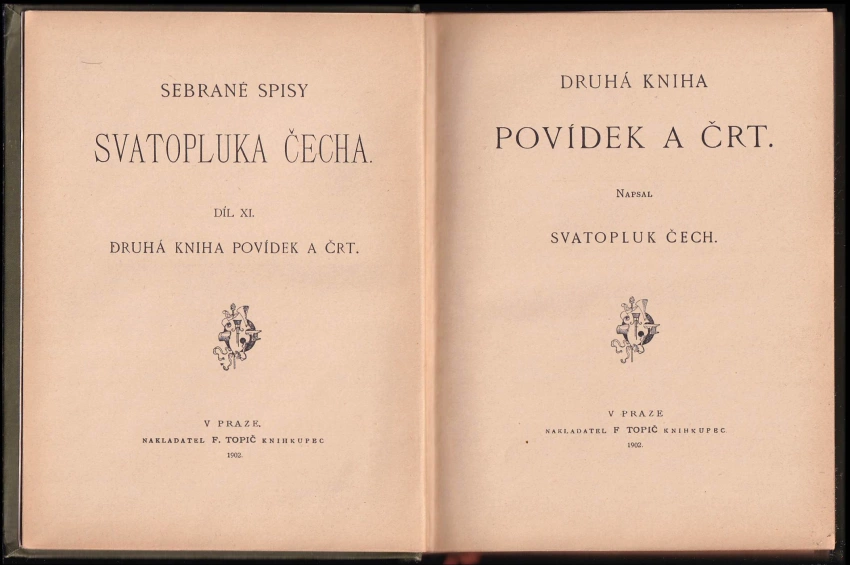 SEBRANÉ SPISY
SVATOPLUKA ČECHA.
DÍL XI.
DRUHÁ KNIHA POVÍDEK A ČRT.
V PRAZE.
NAKLADATEL F. TOPIČ KNIHKUPEC
1902.
DRUHÁ KNIHA
POVÍDEK A ČRT.
NAPSAL
SVATOPLUK ČECH.
V PRAZE
NAKLADATEL F TOPIČ KNIHKUPEC.
1902.